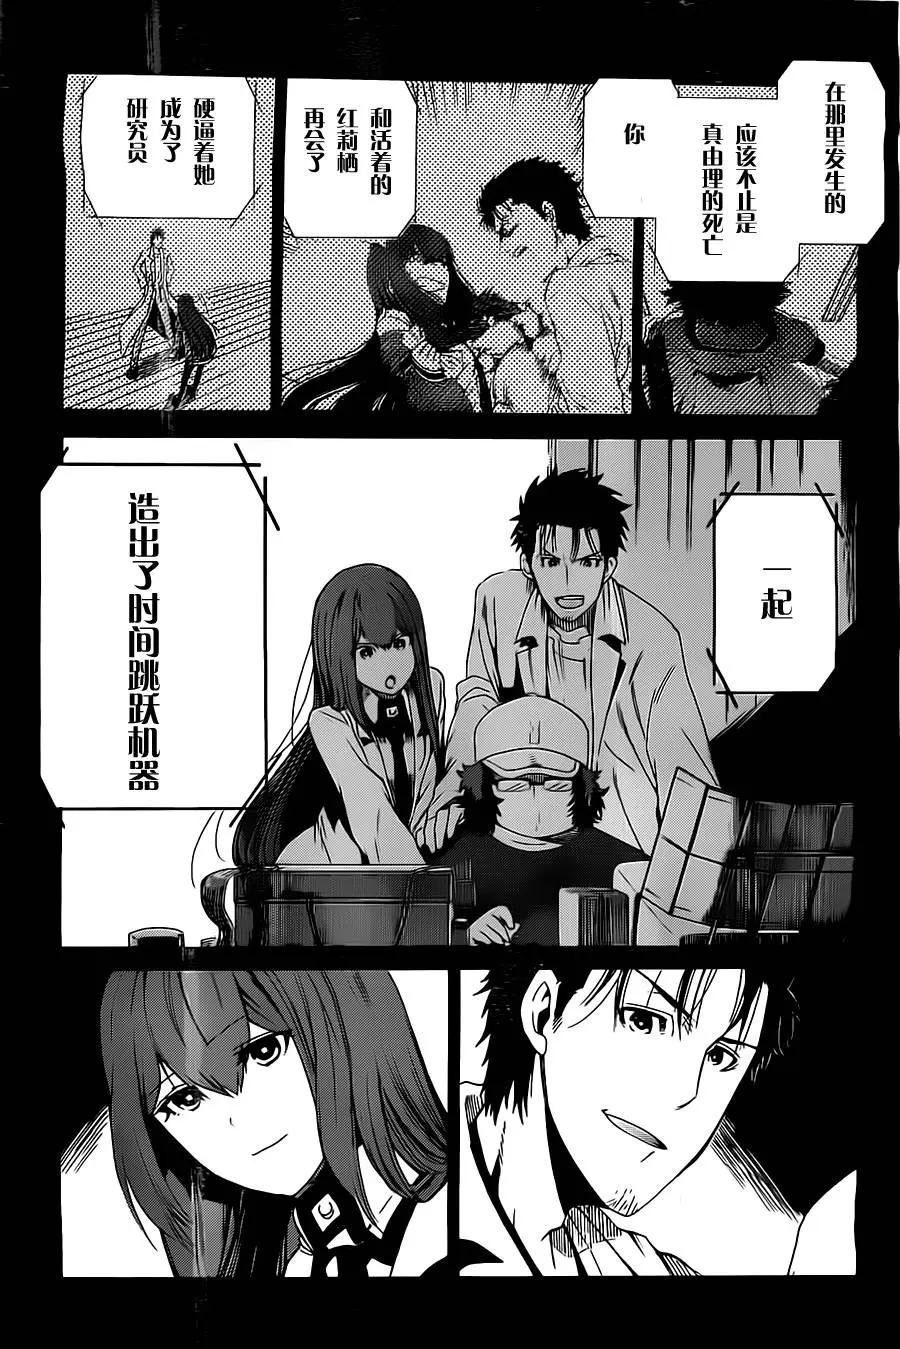 在那里发生的
应该不止是
真由理的死亡
你
和活着的
红莉栖
再会了
硬逼着她
成为了
研究员
一起
造出了时间跳跃机器